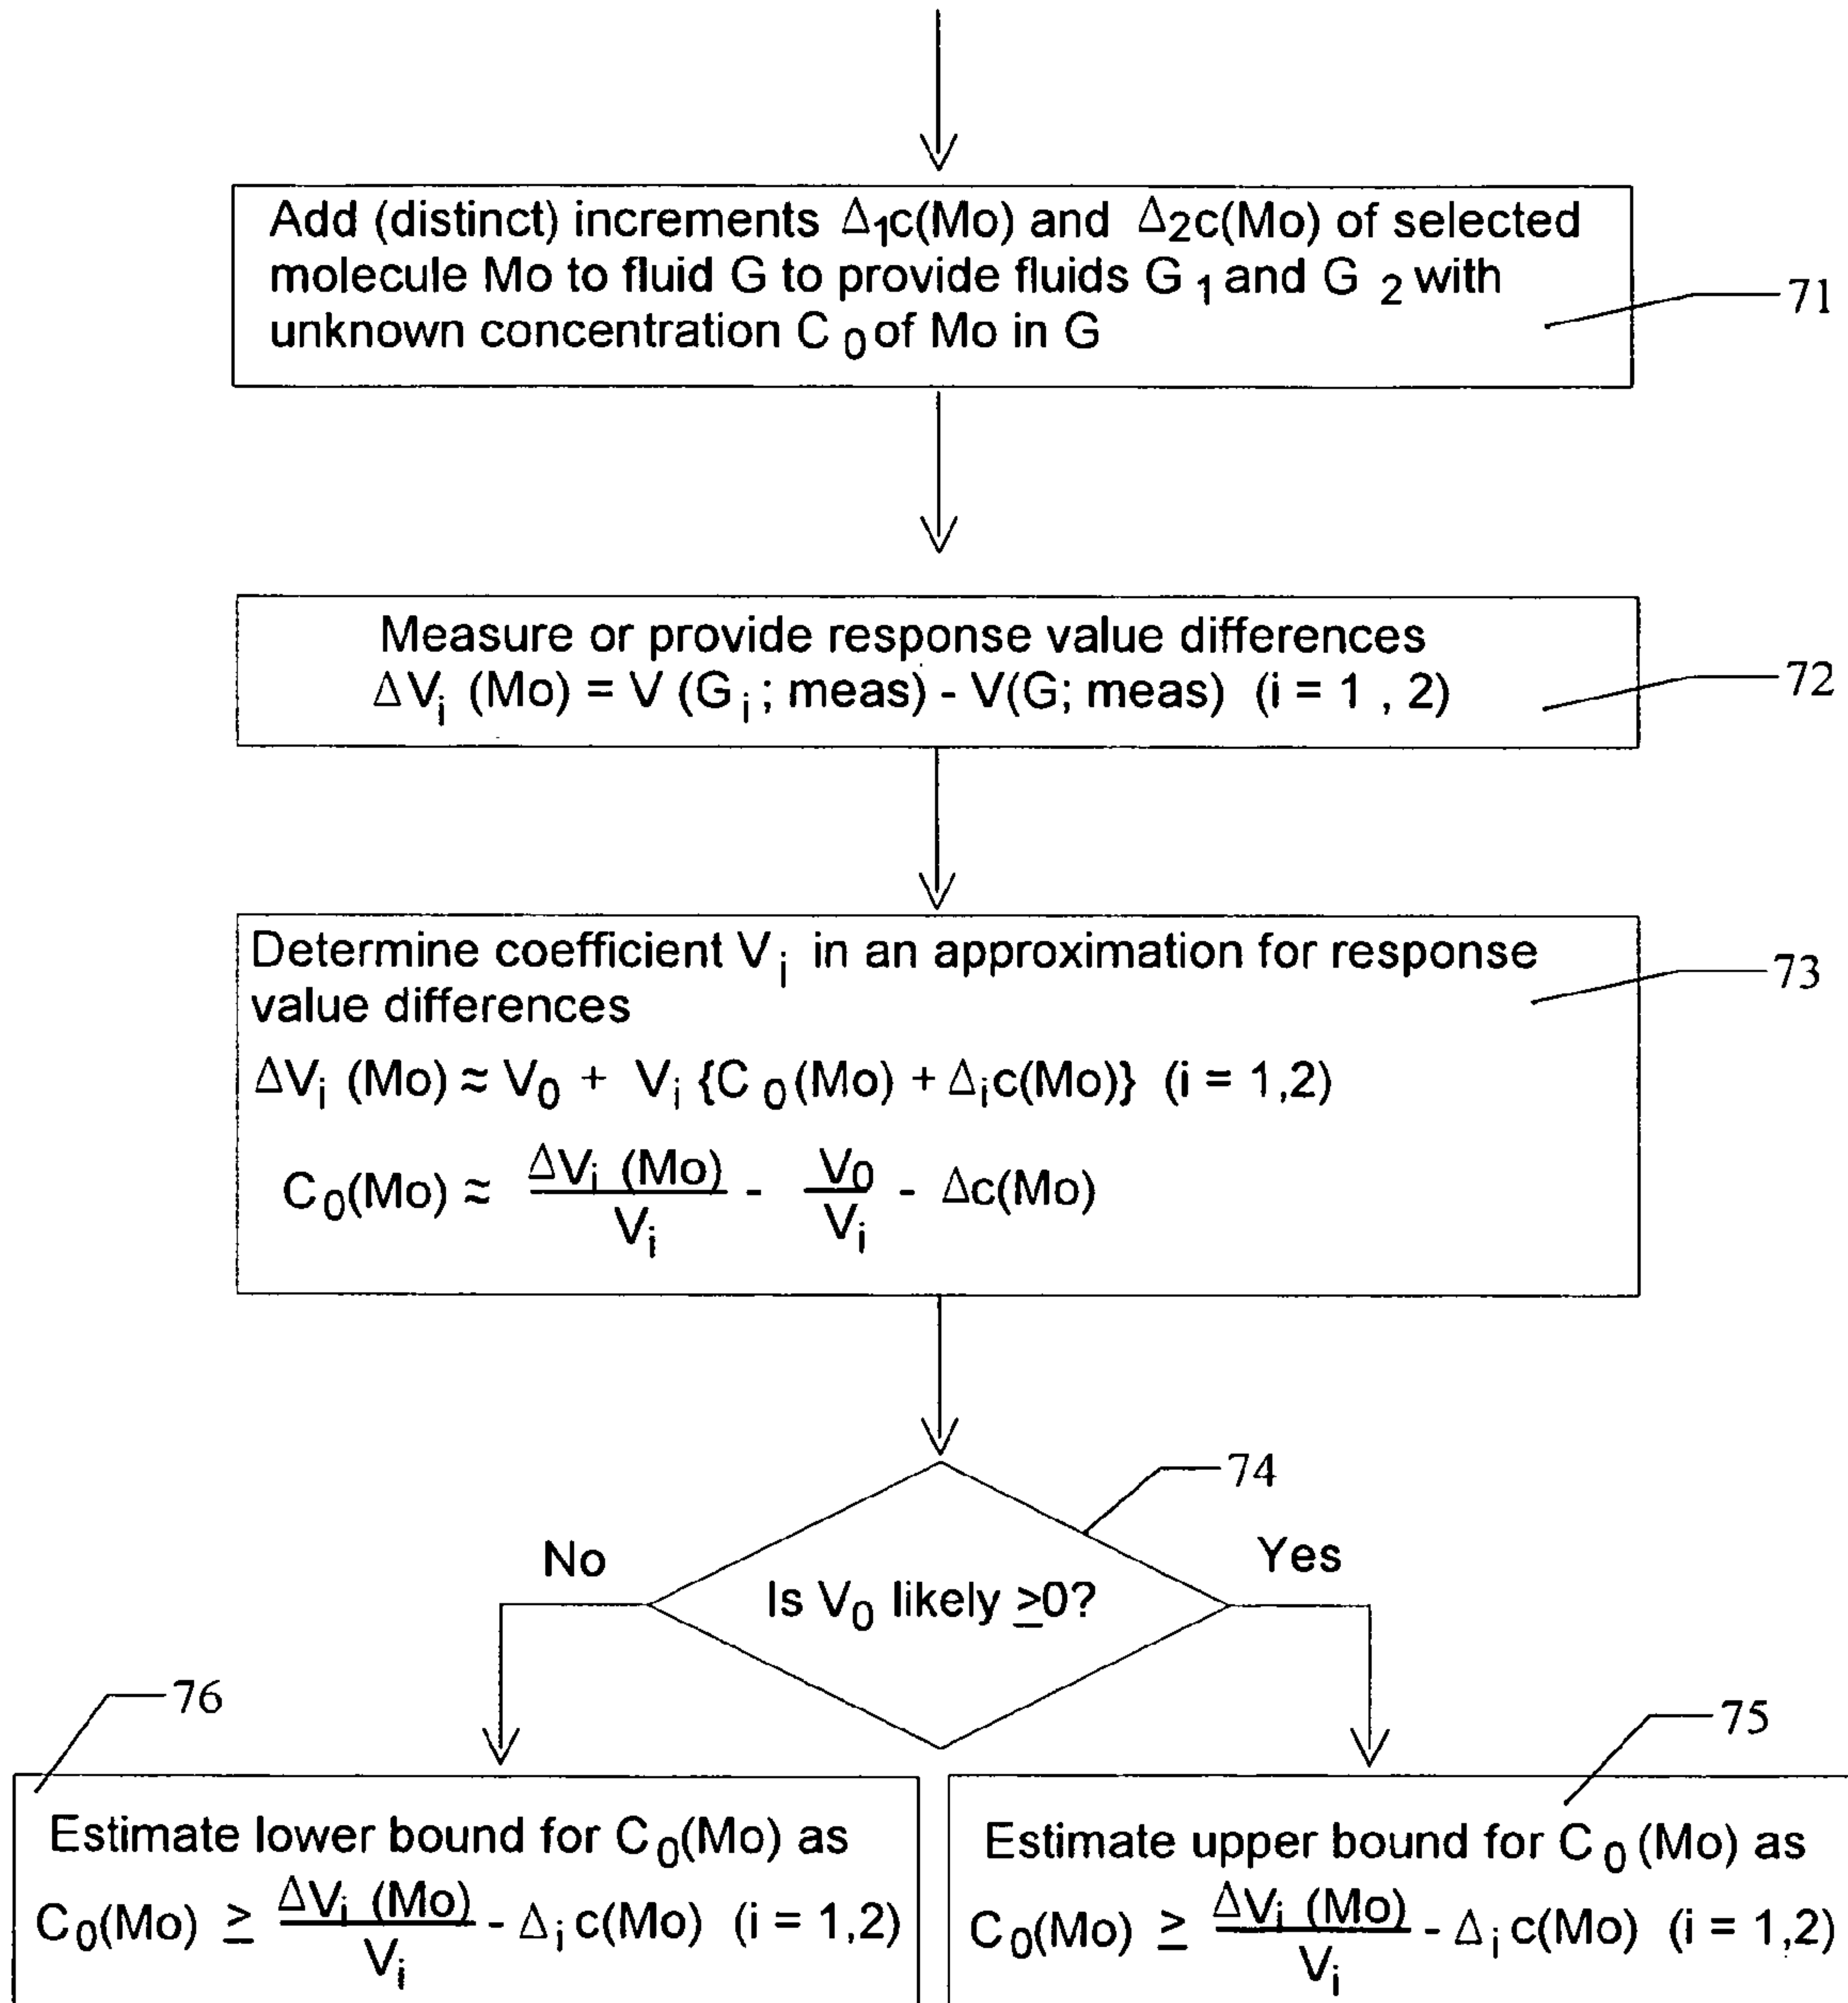 Add (distinct) increments Δ₁c(Mo) and Δ₂c(Mo) of selected
molecule Mo to fluid G to provide fluids G ₁ and G ₂ with
unknown concentration C ₀ of Mo in G
71
Measure or provide response value differences
ΔVᵢ (Mo) = V (G ᵢ ; meas) - V(G; meas) (i = 1 , 2)
72
Determine coefficient Vᵢ in an approximation for response
value differences
73
ΔVᵢ (Mo) ≈ V₀ + Vᵢ {C ₀(Mo) + Δᵢc(Mo)} (i = 1,2)
C₀(Mo) ≈ ΔVᵢ (Mo)/Vᵢ - V₀/Vᵢ - Δc(Mo)
74
No
Yes
Is V₀ likely ≥0?
76
75
Estimate lower bound for C₀(Mo) as
C₀(Mo) ≥ ΔVᵢ (Mo)/Vᵢ - Δᵢ c(Mo) (i = 1,2)
Estimate upper bound for C ₀ (Mo) as
C₀(Mo) ≥ ΔVᵢ (Mo)/Vᵢ - Δᵢ c(Mo) (i = 1,2)